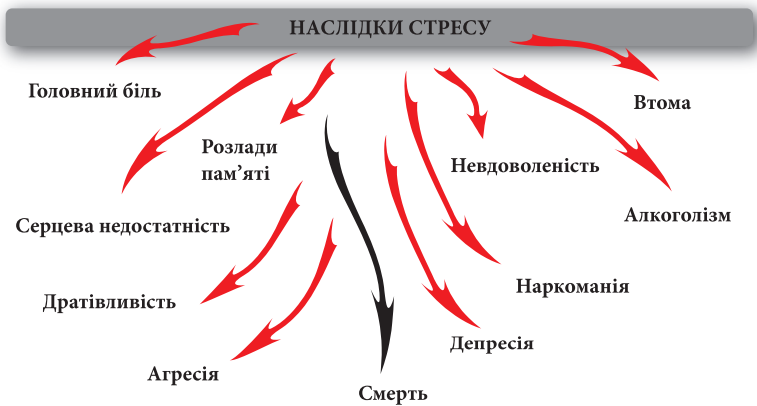 НАСЛІДКИ СТРЕСУ
Головний біль
Втома
Розлади
пам’яті
Невдоволеність
Серцева недостатність
Алкоголізм
Дратівливість
Наркоманія
Агресія
Депресія
Смерть